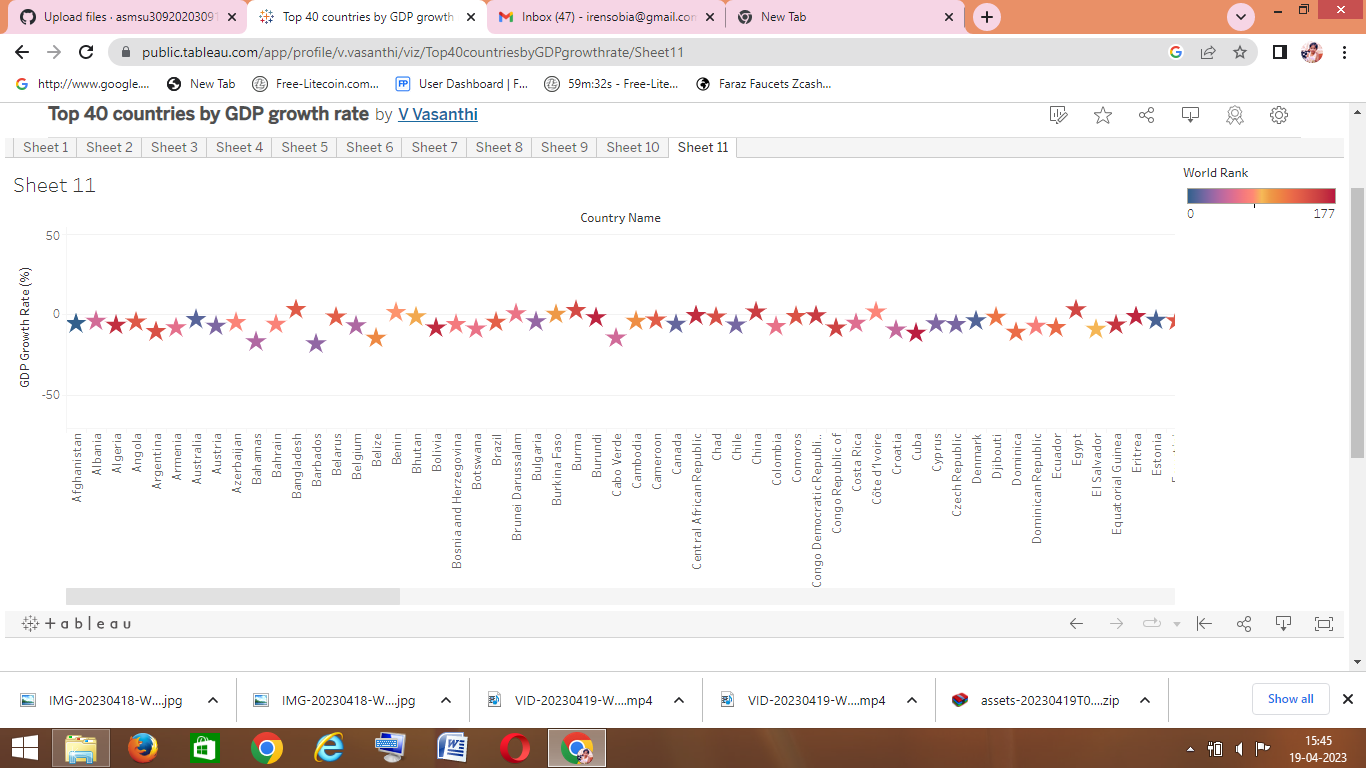 Upload files · asmsu30920203091
Top 40 countries by GDP growth
Inbox (47) - irensobia@gmail.com
New Tab
public.tableau.com/app/profile/v.vasanthi/viz/Top40countriesbyGDPgrowthrate/Sheet11
http://www.google....
New Tab
Free-Litecoin.com...
FP
User Dashboard | F...
59m:32s - Free-Lite...
Faraz Faucets Zcash...
Top 40 countries by GDP growth rate by V Vasanthi
Sheet 1
Sheet 2
Sheet 3
Sheet 4
Sheet 5
Sheet 6
Sheet 7
Sheet 8
Sheet 9
Sheet 10
Sheet 11
Sheet 11
World Rank
0
177
Country Name
GDP Growth Rate (%)
50
0
-50
Afghanistan
Albania
Algeria
Angola
Argentina
Armenia
Australia
Austria
Azerbaijan
Bahamas
Bahrain
Bangladesh
Barbados
Belarus
Belgium
Belize
Benin
Bhutan
Bolivia
Bosnia and Herzegovina
Botswana
Brazil
Brunei Darussalam
Bulgaria
Burkina Faso
Burma
Burundi
Cabo Verde
Cambodia
Cameroon
Canada
Central African Republic
Chad
Chile
China
Colombia
Comoros
Congo Democratic Republi..
Congo Republic of
Costa Rica
Côte d'Ivoire
Croatia
Cuba
Cyprus
Czech Republic
Denmark
Djibouti
Dominica
Dominican Republic
Ecuador
Egypt
El Salvador
Equatorial Guinea
Eritrea
Estonia
+ a b | e a u
IMG-20230418-W....jpg
IMG-20230418-W....jpg
VID-20230419-W....mp4
VID-20230419-W....mp4
assets-20230419T0....zip
Show all
15:45
19-04-2023